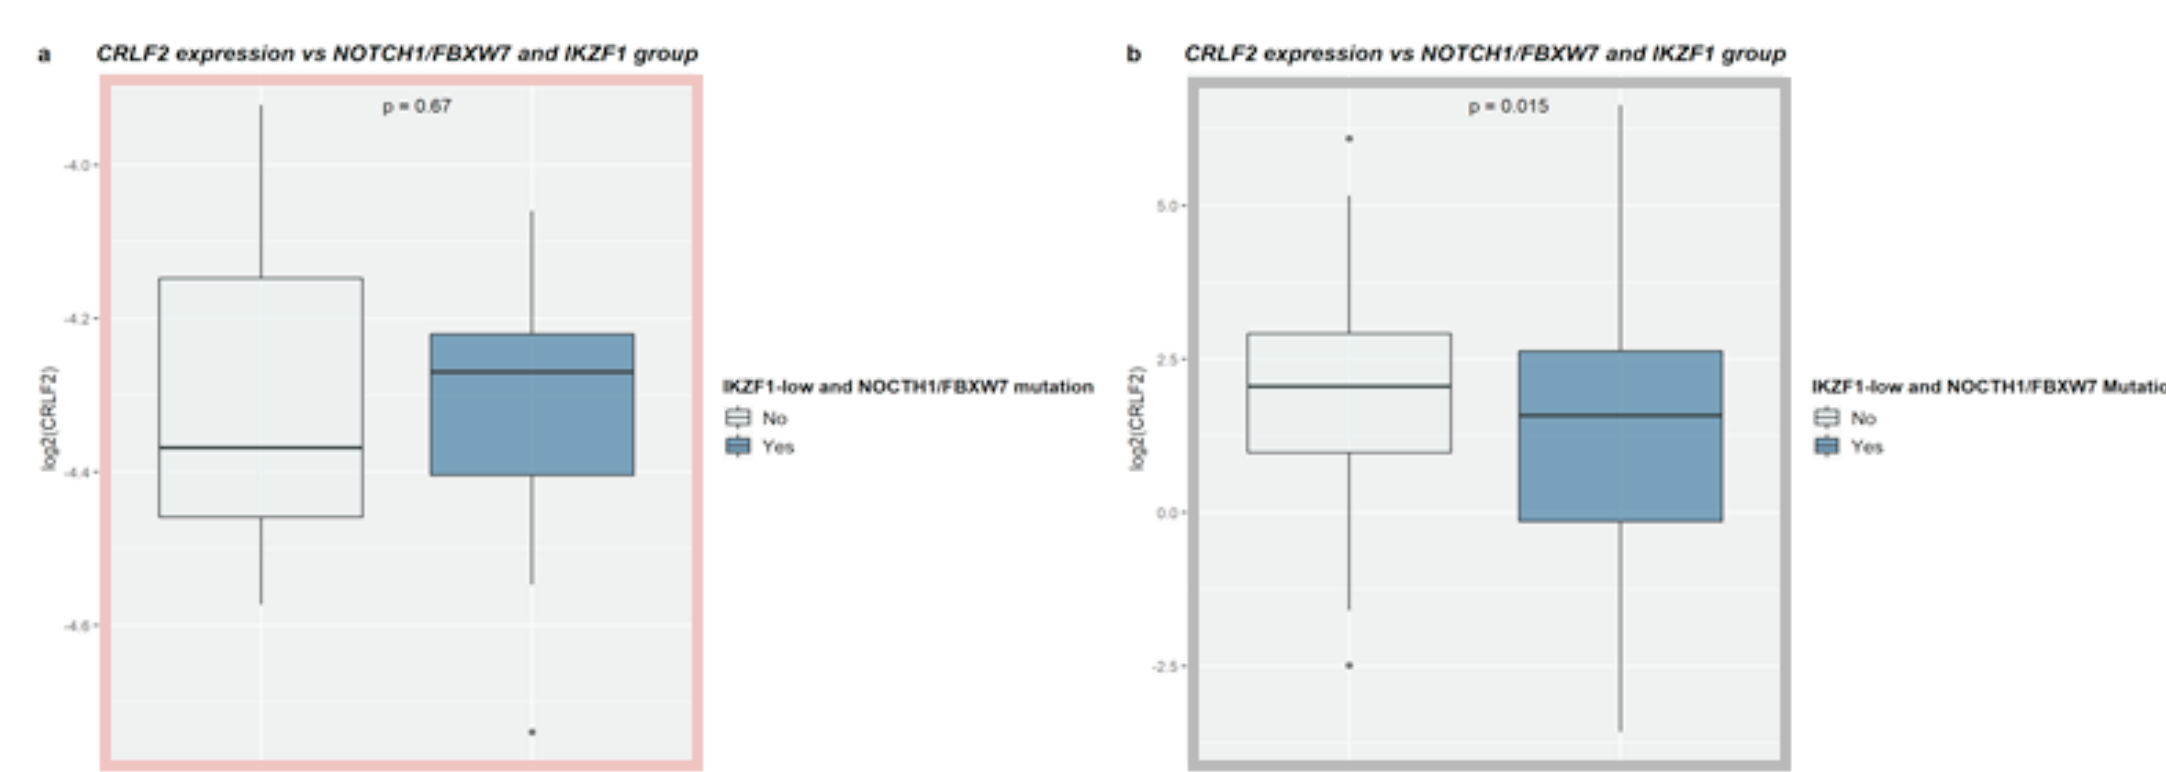 a
CRLF2 expression vs NOTCH1/FBXW7 and IKZF1 group
p = 0.67
-4.0
-4.2
-4.4
-4.6
log2(CRLF2)
IKZF1-low and NOCTH1/FBXW7 mutation
No
Yes
b
CRLF2 expression vs NOTCH1/FBXW7 and IKZF1 group
p = 0.015
5.0
2.5
0.0
-2.5
log2(CRLF2)
IKZF1-low and NOCTH1/FBXW7 Mutatio
No
Yes